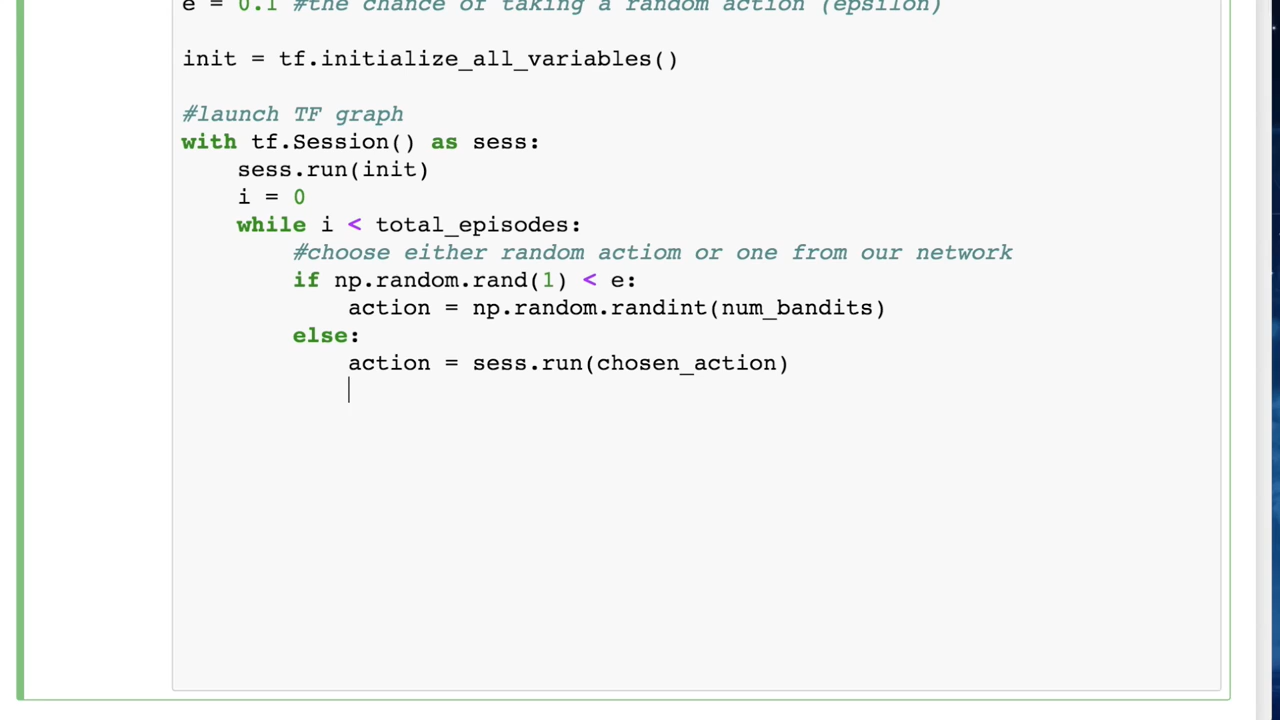 e = 0.1 #the chance of taking a random action (epsilon)
init = tf.initialize_all_variables()
#launch TF graph
with tf.Session() as sess:
sess.run(init)
i = 0
while i < total_episodes:
#choose either random actiom or one from our network
if np.random.rand(1) < e:
action = np.random.randint(num_bandits)
else:
action = sess.run(chosen_action)